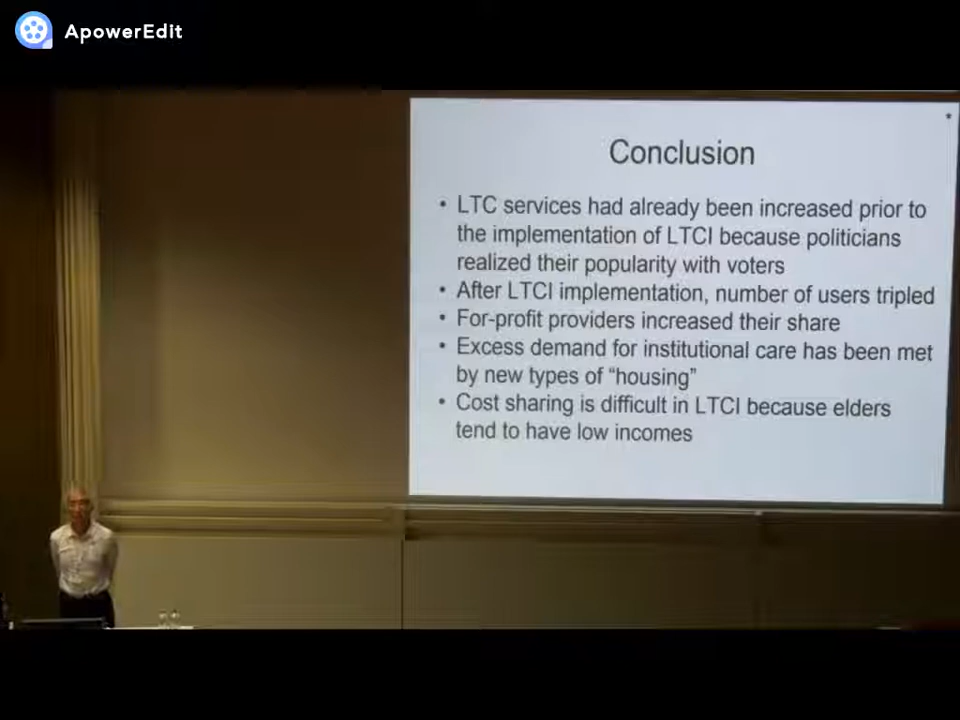 ApowerEdit
Conclusion
• LTC services had already been increased prior to
the implementation of LTCI because politicians
realized their popularity with voters
• After LTCI implementation, number of users tripled
• For-profit providers increased their share
• Excess demand for institutional care has been met
by new types of “housing”
• Cost sharing is difficult in LTCI because elders
tend to have low incomes